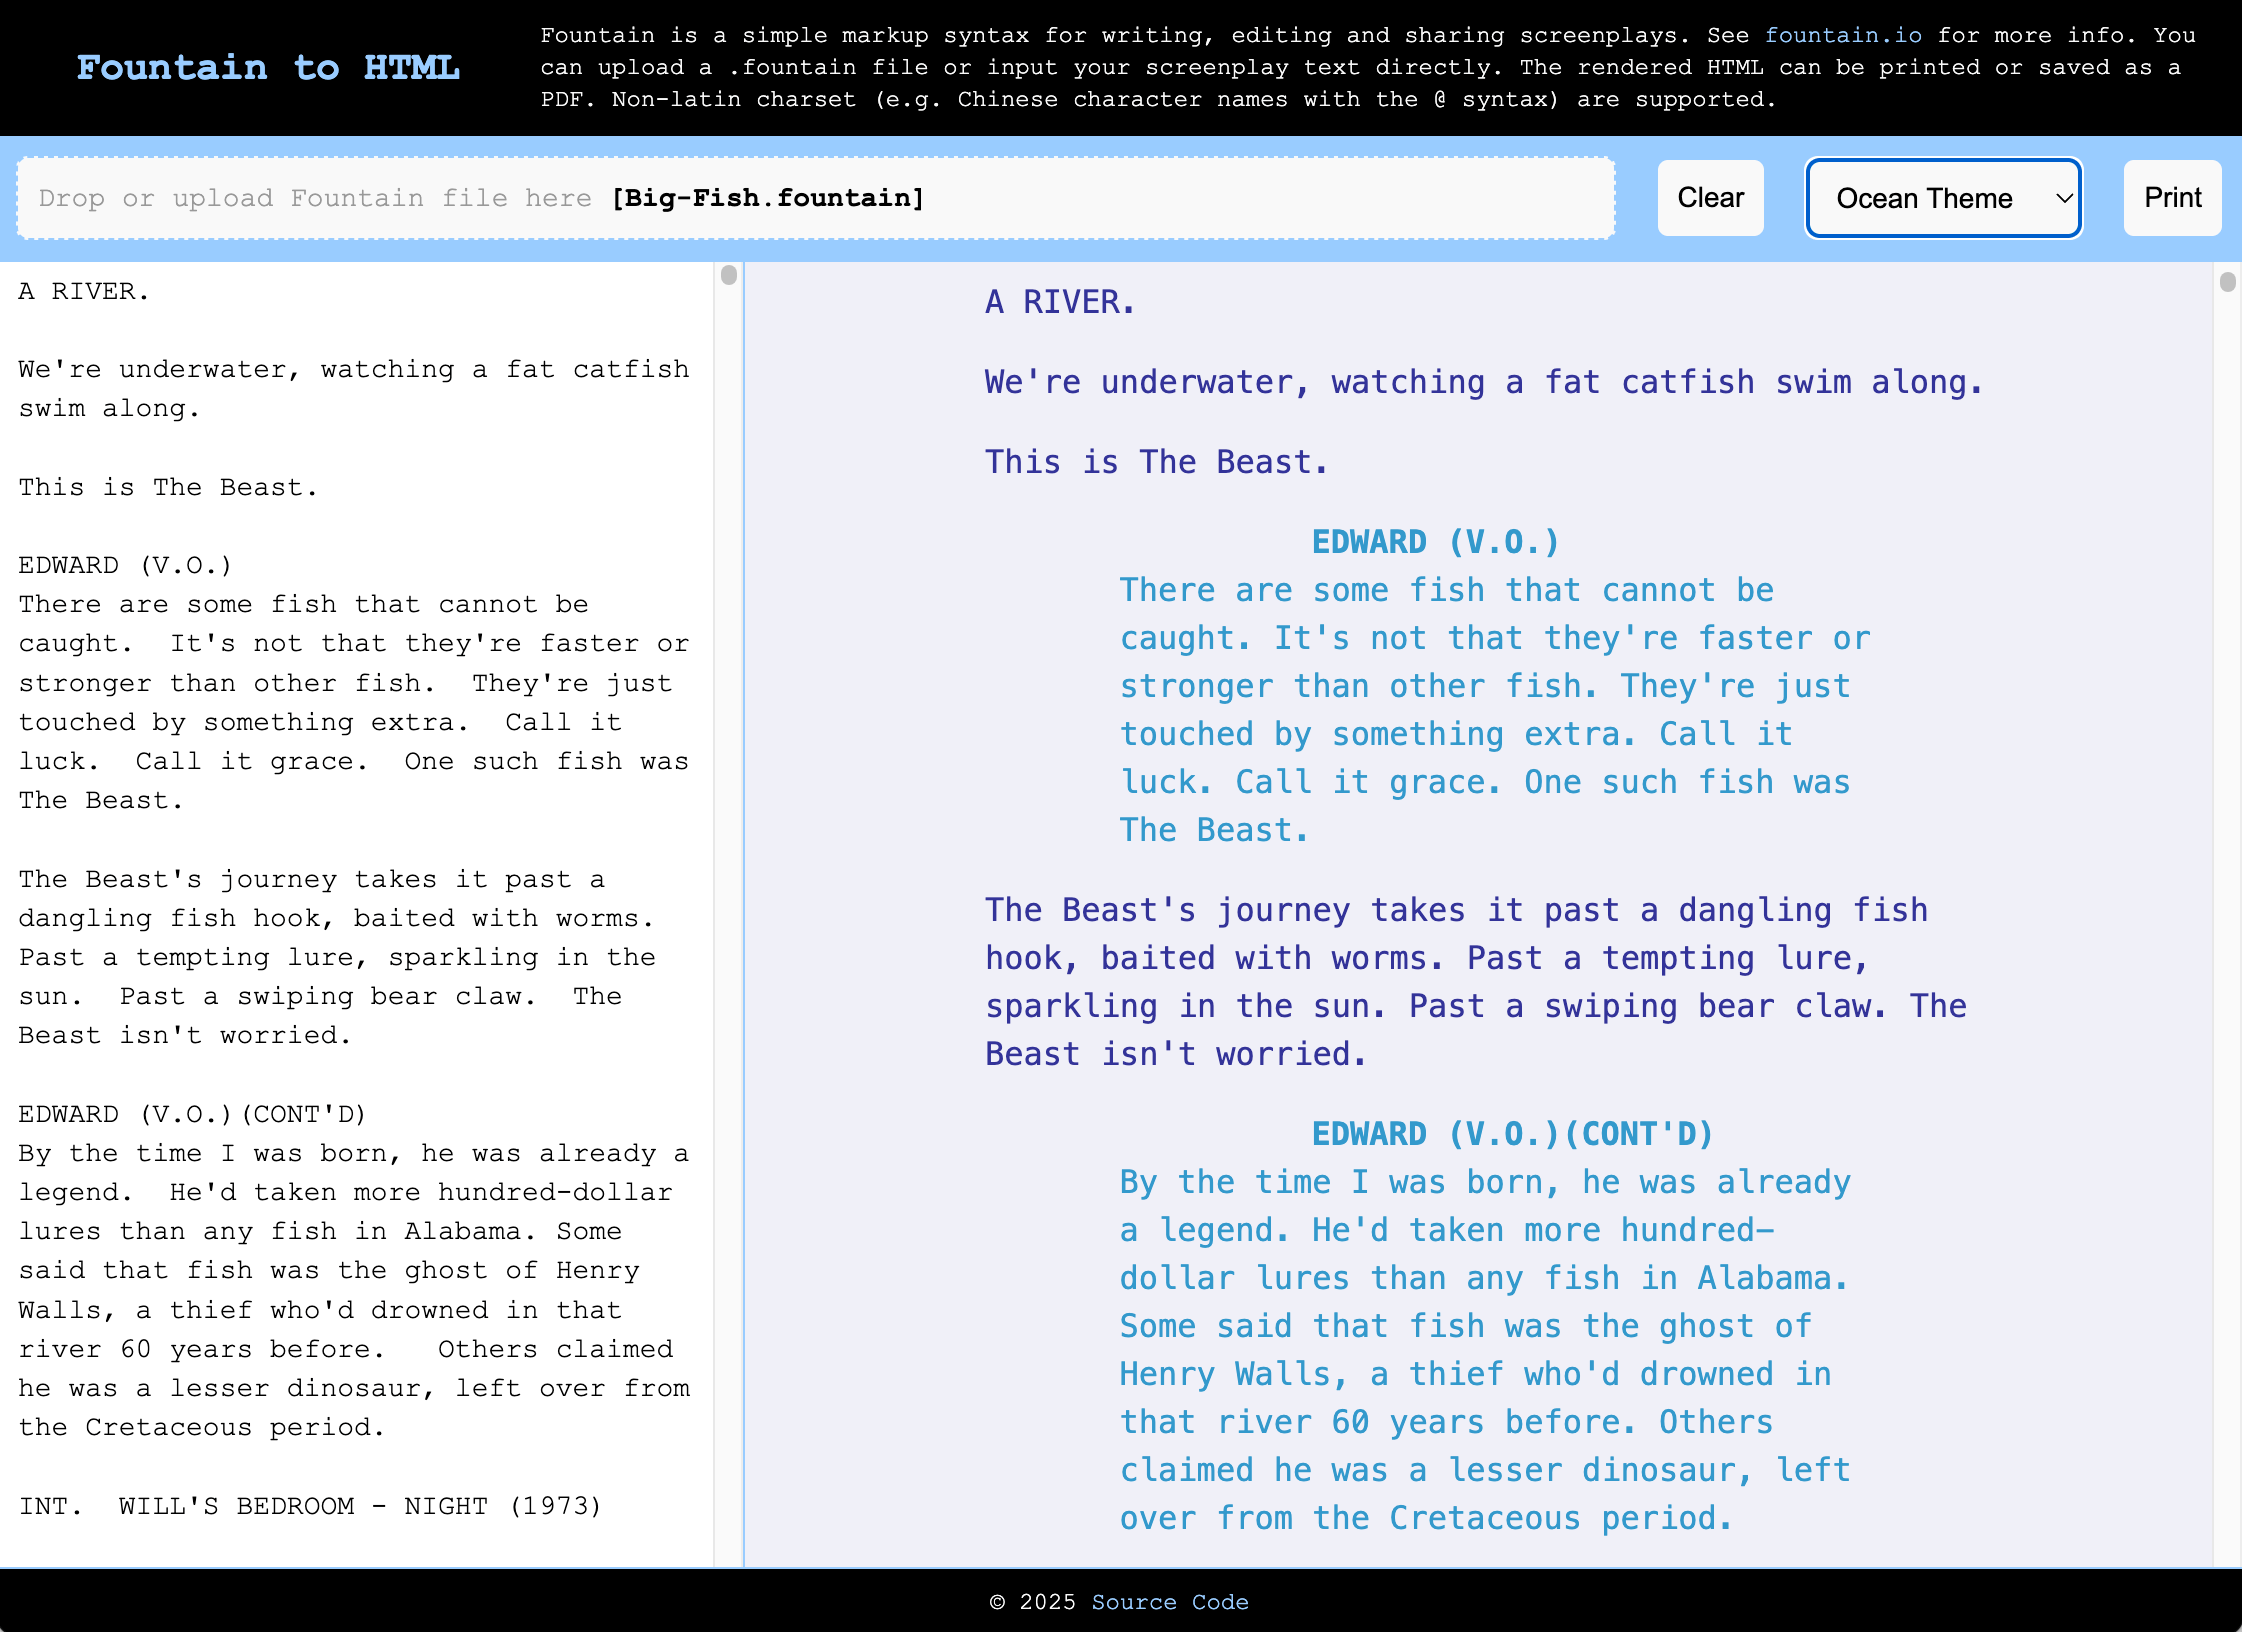 Fountain to HTML
Fountain is a simple markup syntax for writing, editing and sharing screenplays. See fountain.io for more info. You
can upload a .fountain file or input your screenplay text directly. The rendered HTML can be printed or saved as a
PDF. Non-latin charset (e.g. Chinese character names with the @ syntax) are supported.
Drop or upload Fountain file here [Big-Fish.fountain]
Clear
Ocean Theme
Print
A RIVER.
We're underwater, watching a fat catfish
swim along.
This is The Beast.
EDWARD (V.O.)
There are some fish that cannot be
caught.  It's not that they're faster or
stronger than other fish.  They're just
touched by something extra.  Call it
luck.  Call it grace.  One such fish was
The Beast.
The Beast's journey takes it past a
dangling fish hook, baited with worms.
Past a tempting lure, sparkling in the
sun.  Past a swiping bear claw.  The
Beast isn't worried.
EDWARD (V.O.)(CONT'D)
By the time I was born, he was already a
legend.  He'd taken more hundred-dollar
lures than any fish in Alabama. Some
said that fish was the ghost of Henry
Walls, a thief who'd drowned in that
river 60 years before.   Others claimed
he was a lesser dinosaur, left over from
the Cretaceous period.
INT.  WILL'S BEDROOM - NIGHT (1973)
A RIVER.
We're underwater, watching a fat catfish swim along.
This is The Beast.
EDWARD (V.O.)
There are some fish that cannot be
caught. It's not that they're faster or
stronger than other fish. They're just
touched by something extra. Call it
luck. Call it grace. One such fish was
The Beast.
The Beast's journey takes it past a dangling fish
hook, baited with worms. Past a tempting lure,
sparkling in the sun. Past a swiping bear claw. The
Beast isn't worried.
EDWARD (V.O.)(CONT'D)
By the time I was born, he was already
a legend. He'd taken more hundred-
dollar lures than any fish in Alabama.
Some said that fish was the ghost of
Henry Walls, a thief who'd drowned in
that river 60 years before. Others
claimed he was a lesser dinosaur, left
over from the Cretaceous period.
© 2025 Source Code